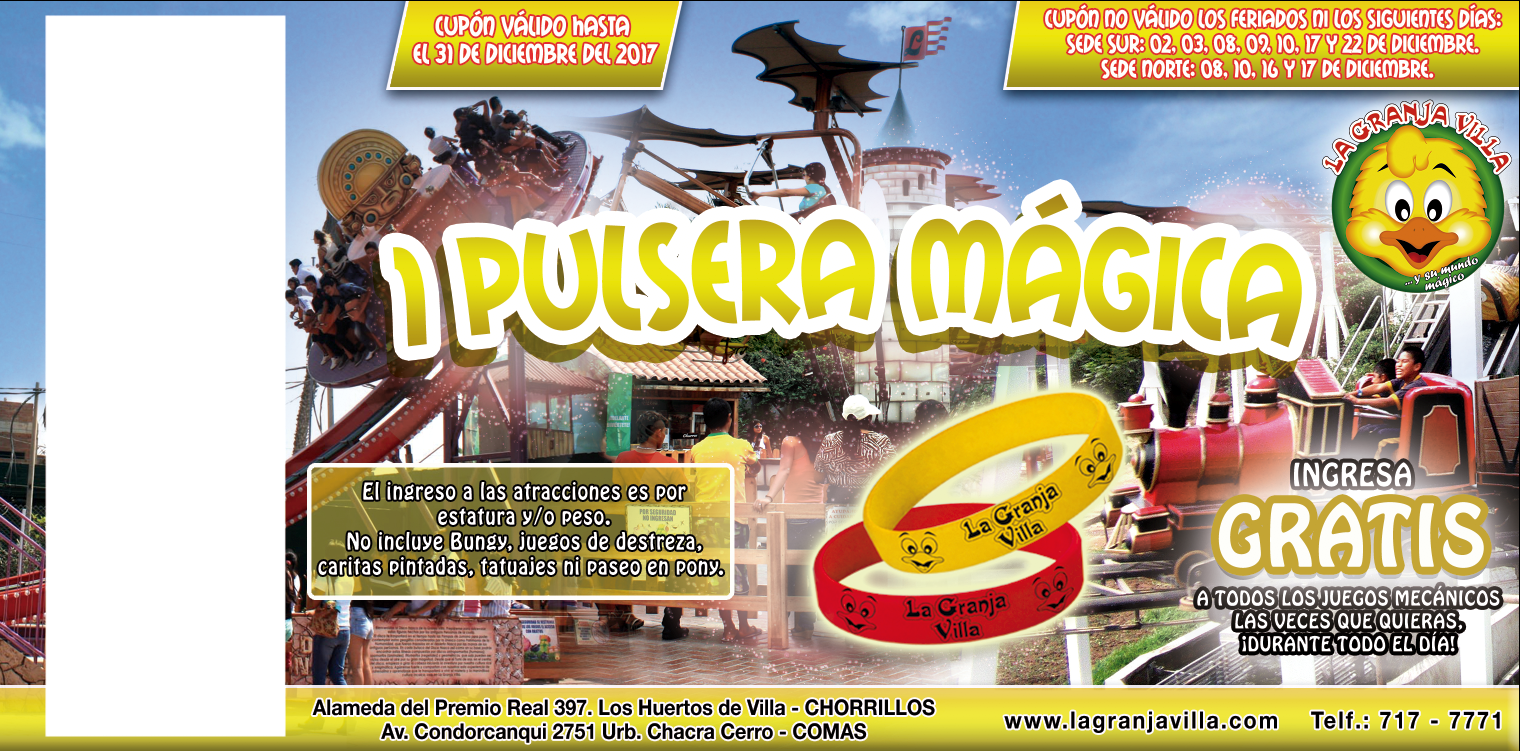 CUPÓN VÁLIDO HASTA
EL 31 DE DICIEMBRE DEL 2017
CUPÓN NO VÁLIDO LOS FERIADOS NI LOS SIGUIENTES DÍAS:
SEDE SUR: 02, 03, 08, 09, 10, 17 Y 22 DE DICIEMBRE.
SEDE NORTE: 08, 10, 16 Y 17 DE DICIEMBRE.
LA GRANJA VILLA
...y su mundo
mágico
1 PULSERA MÁGICA
El ingreso a las atracciones es por
estatura y/o peso.
No incluye Bungy, juegos de destreza,
caritas pintadas, tatuajes ni paseo en pony.
POR SEGURIDAD
NO INGRESAN
La Granja
Villa
La Granja
Villa
INGRESA
GRATIS
A TODOS LOS JUEGOS MECÁNICOS
LAS VECES QUE QUIERAS,
¡DURANTE TODO EL DÍA!
Alameda del Premio Real 397. Los Huertos de Villa - CHORRILLOS
Av. Condorcanqui 2751 Urb. Chacra Cerro - COMAS
www.lagranjavilla.com Telf.: 717 - 7771